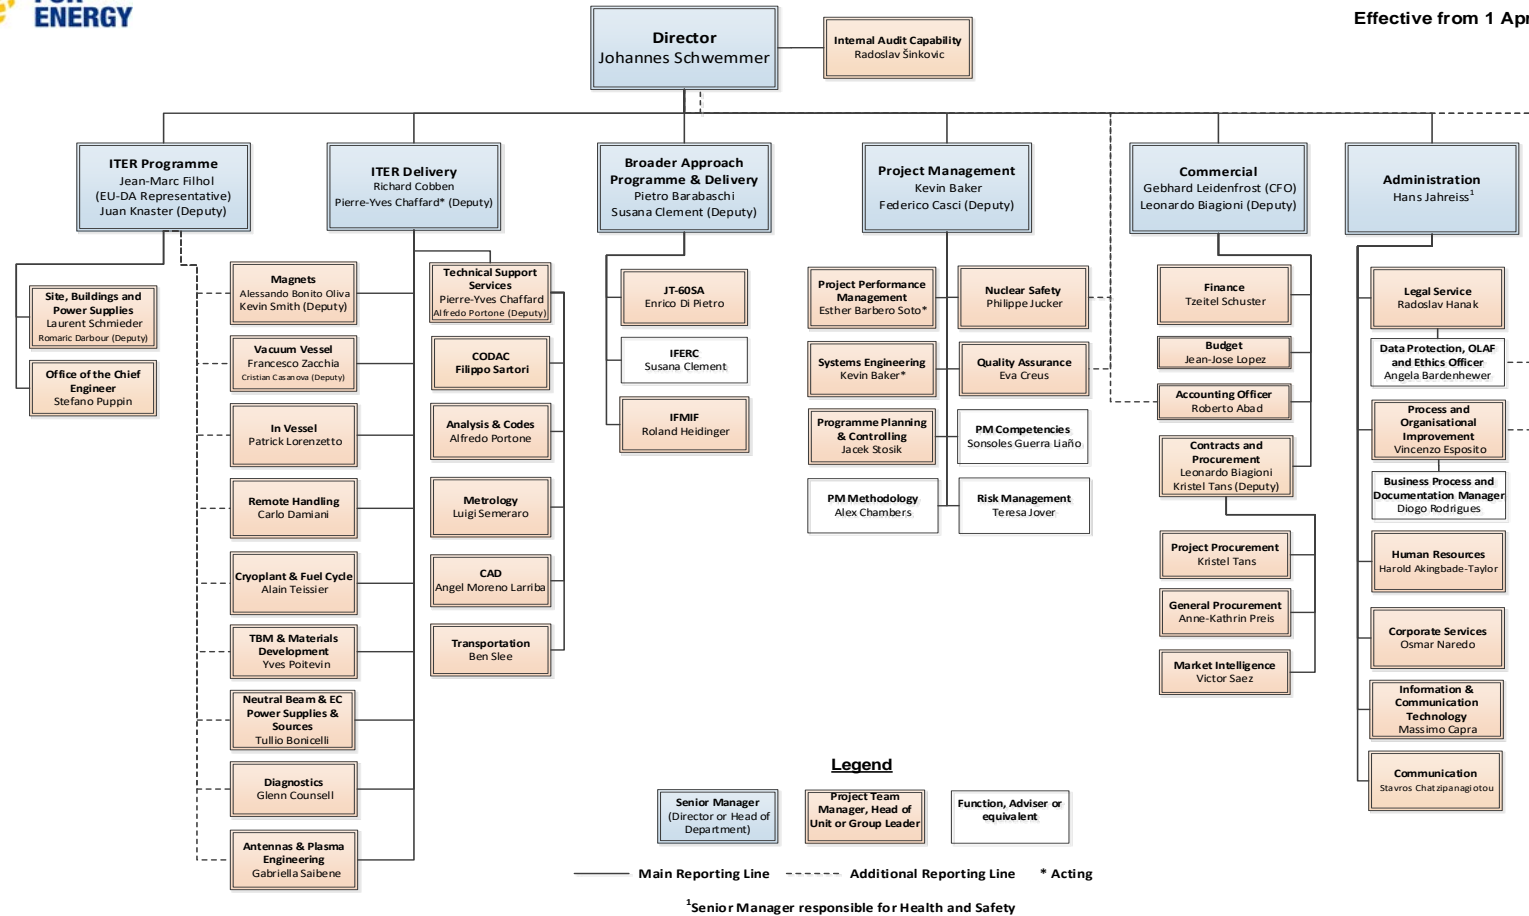 ENERGY
Effective from 1 Apr
Director
Johannes Schwemmer
Internal Audit Capability
Radoslav Šinkovic
ITER Programme
Jean-Marc Filhol
(EU-DA Representative)
Juan Knaster (Deputy)
ITER Delivery
Richard Cobben
Pierre-Yves Chaffard* (Deputy)
Broader Approach
Programme & Delivery
Pietro Barabaschi
Susana Clement (Deputy)
Project Management
Kevin Baker
Federico Casci (Deputy)
Commercial
Gebhard Leidenfrost (CFO)
Leonardo Biagioni (Deputy)
Administration
Hans Jahreiss¹
Site, Buildings and
Power Supplies
Laurent Schmieder
Romaric Darbour (Deputy)
Office of the Chief
Engineer
Stefano Puppin
Magnets
Alessando Bonito Oliva
Kevin Smith (Deputy)
Vacuum Vessel
Francesco Zacchia
Cristian Casanova (Deputy)
In Vessel
Patrick Lorenzetto
Remote Handling
Carlo Damiani
Cryoplant & Fuel Cycle
Alain Teissier
TBM & Materials
Development
Yves Poitevin
Neutral Beam & EC
Power Supplies &
Sources
Tullio Bonicelli
Diagnostics
Glenn Counsell
Antennas & Plasma
Engineering
Gabriella Saibene
Technical Support
Services
Pierre-Yves Chaffard
Alfredo Portone (Deputy)
CODAC
Filippo Sartori
Analysis & Codes
Alfredo Portone
Metrology
Luigi Semeraro
CAD
Angel Moreno Larriba
Transportation
Ben Slee
JT-60SA
Enrico Di Pietro
IFERC
Susana Clement
IFMIF
Roland Heidinger
Project Performance
Management
Esther Barbero Soto*
Nuclear Safety
Philippe Jucker
Systems Engineering
Kevin Baker*
Quality Assurance
Eva Creus
Programme Planning
& Controlling
Jacek Stosik
PM Competencies
Sonsoles Guerra Liaño
PM Methodology
Alex Chambers
Risk Management
Teresa Jover
Finance
Tzeitel Schuster
Budget
Jean-Jose Lopez
Accounting Officer
Roberto Abad
Contracts and
Procurement
Leonardo Biagioni
Kristel Tans (Deputy)
Project Procurement
Kristel Tans
General Procurement
Anne-Kathrin Preis
Market Intelligence
Victor Saez
Legal Service
Radoslav Hanak
Data Protection, OLAF
and Ethics Officer
Angela Bardenhewer
Process and
Organisational
Improvement
Vincenzo Esposito
Business Process and
Documentation Manager
Diogo Rodrigues
Human Resources
Harold Akingbade-Taylor
Corporate Services
Osmar Naredo
Information &
Communication
Technology
Massimo Capra
Communication
Stavros Chatzipanagiotou
Legend
Senior Manager
(Director or Head of
Department)
Project Team
Manager, Head of
Unit or Group Leader
Function, Adviser or
equivalent
Main Reporting Line
Additional Reporting Line
* Acting
¹Senior Manager responsible for Health and Safety